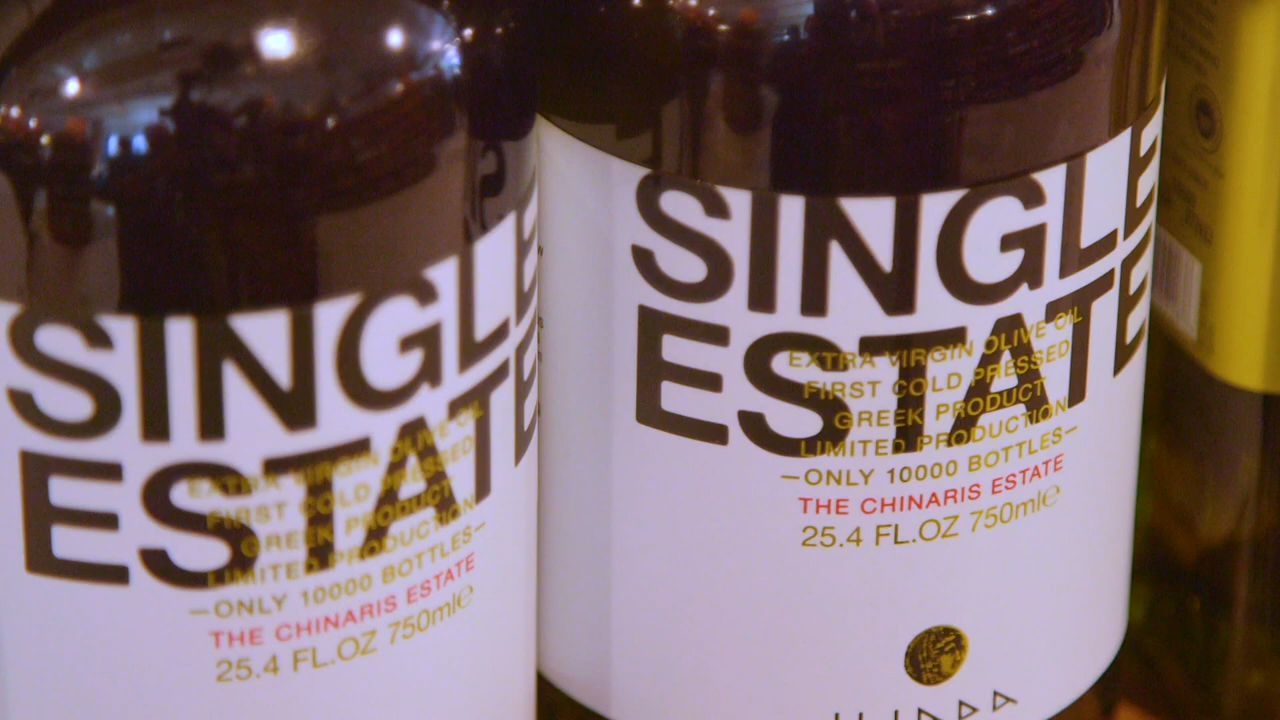 SINGLE
ESTATE
EXTRA VIRGIN OLIVE OIL
FIRST COLD PRESSED
GREEK PRODUCT
LIMITED PRODUCTION
—ONLY 10000 BOTTLES—
THE CHINARIS ESTATE
25.4 FL.OZ 750ml℮
SINGLE
ESTATE
EXTRA VIRGIN OLIVE OIL
FIRST COLD PRESSED
GREEK PRODUCT
LIMITED PRODUCTION
—ONLY 10000 BOTTLES—
THE CHINARIS ESTATE
25.4 FL.OZ 750ml℮